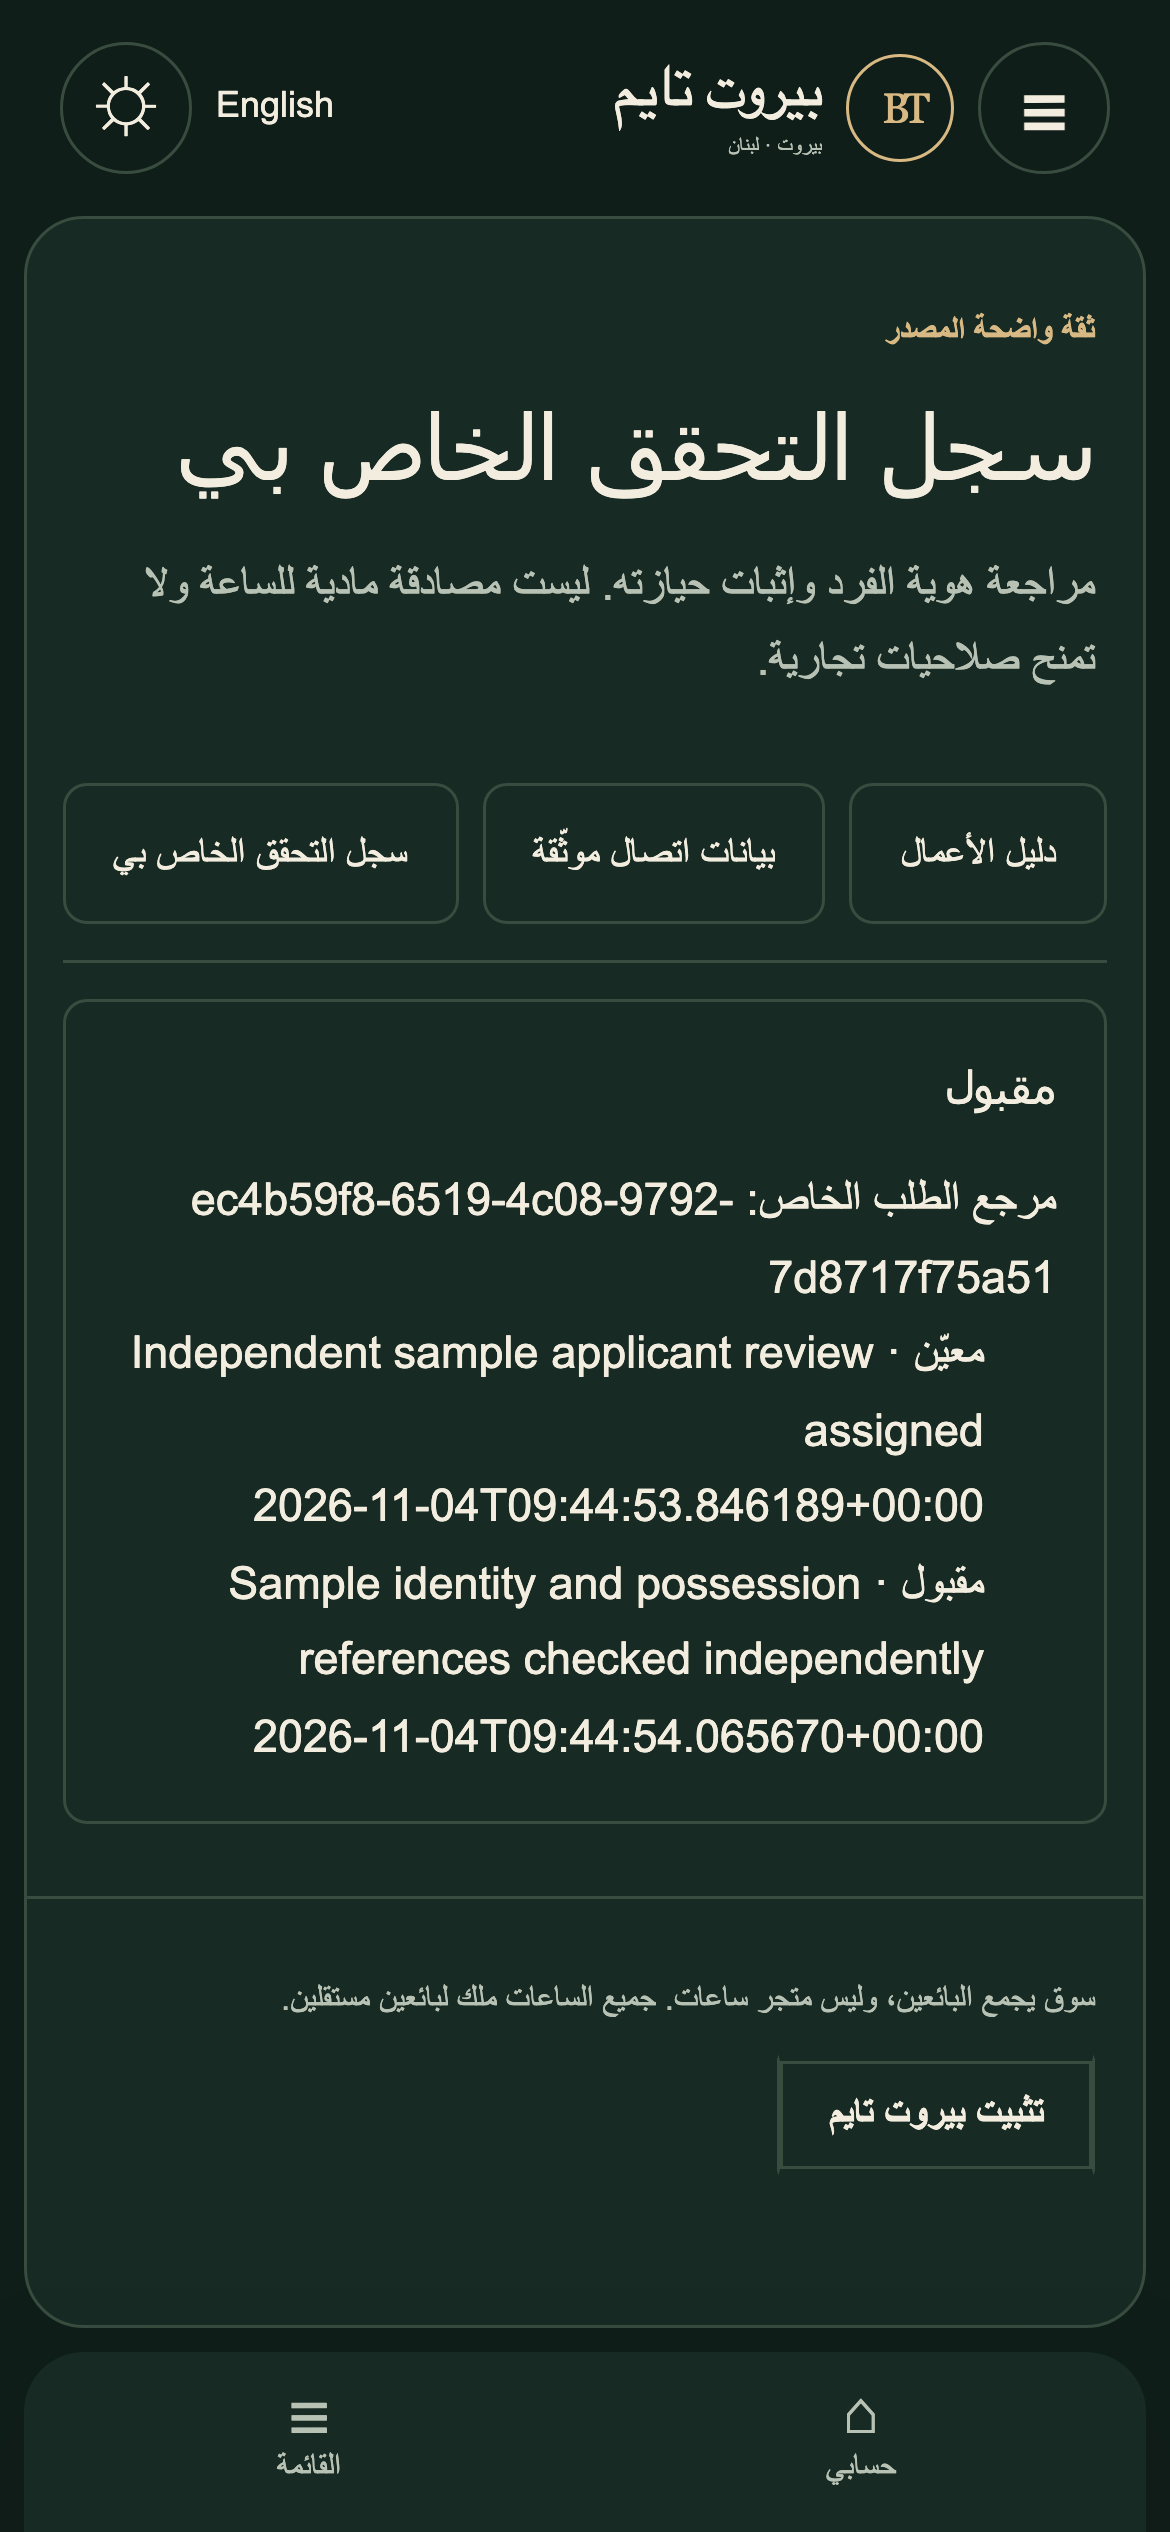 بيروت تايم
BT
بيروت · لبنان
English
ثقة واضحة المصدر
سجل التحقق الخاص بي
مراجعة هوية الفرد وإثبات حيازته. ليست مصادقة مادية للساعة ولا
تمنح صلاحيات تجارية.
دليل الأعمال
بيانات اتصال موثّقة
سجل التحقق الخاص بي
مقبول
مرجع الطلب الخاص: ec4b59f8-6519-4c08-9792-
7d8717f75a51
معيّن · Independent sample applicant review
assigned
2026-11-04T09:44:53.846189+00:00
مقبول · Sample identity and possession
references checked independently
2026-11-04T09:44:54.065670+00:00
سوق يجمع البائعين، وليس متجر ساعات. جميع الساعات ملك لبائعين مستقلين.
تثبيت بيروت تايم
حسابي
القائمة